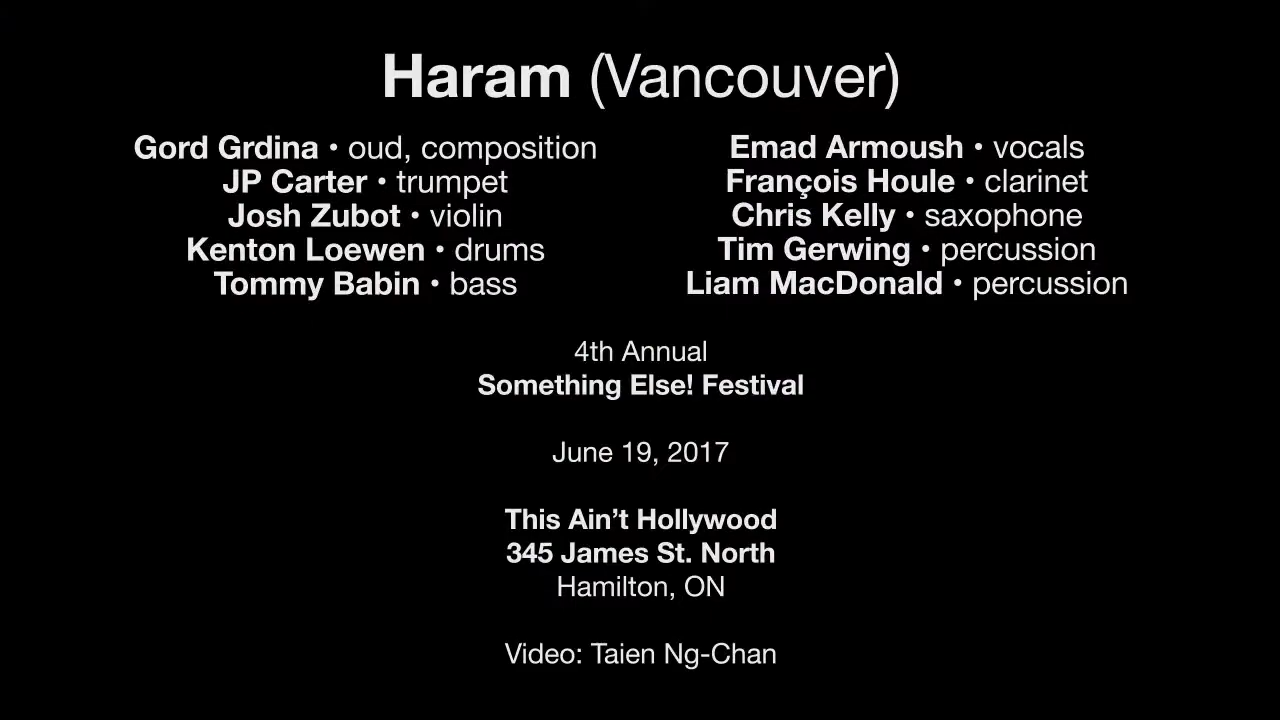 Haram (Vancouver)
Gord Grdina • oud, composition
JP Carter • trumpet
Josh Zubot • violin
Kenton Loewen • drums
Tommy Babin • bass
Emad Armoush • vocals
François Houle • clarinet
Chris Kelly • saxophone
Tim Gerwing • percussion
Liam MacDonald • percussion
4th Annual
Something Else! Festival
June 19, 2017
This Ain’t Hollywood
345 James St. North
Hamilton, ON
Video: Taien Ng-Chan